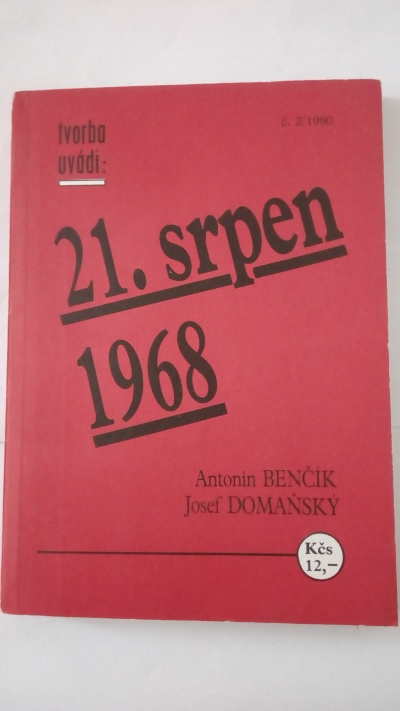 tvorba
uvádí:
č. 2/1990
21. srpen
1968
Antonín BENČÍK
Josef DOMAŇSKÝ
Kčs
12,–